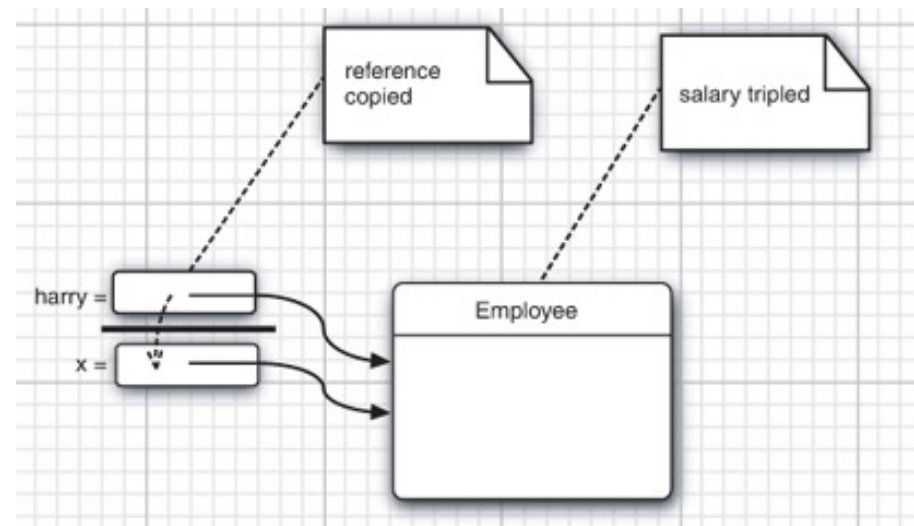 reference
copied
salary tripled
harry =
x =
Employee